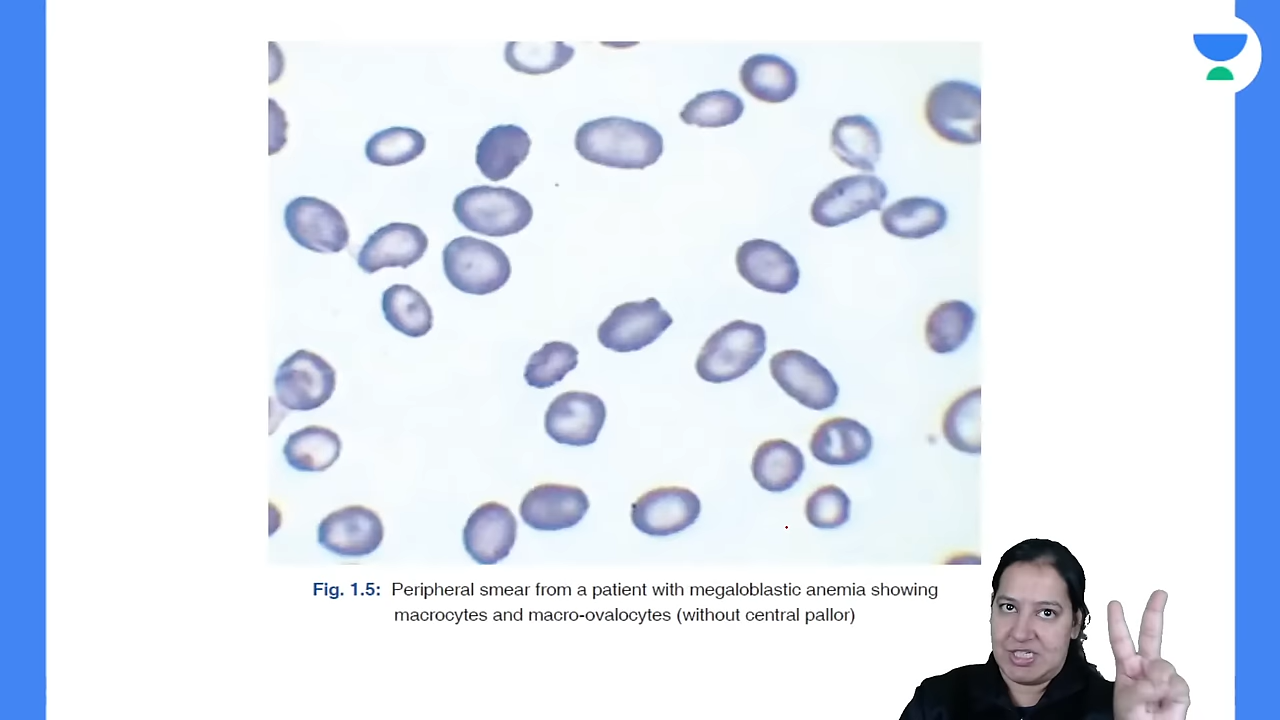 Fig. 1.5: Peripheral smear from a patient with megaloblastic anemia showing
macrocytes and macro-ovalocytes (without central pallor)